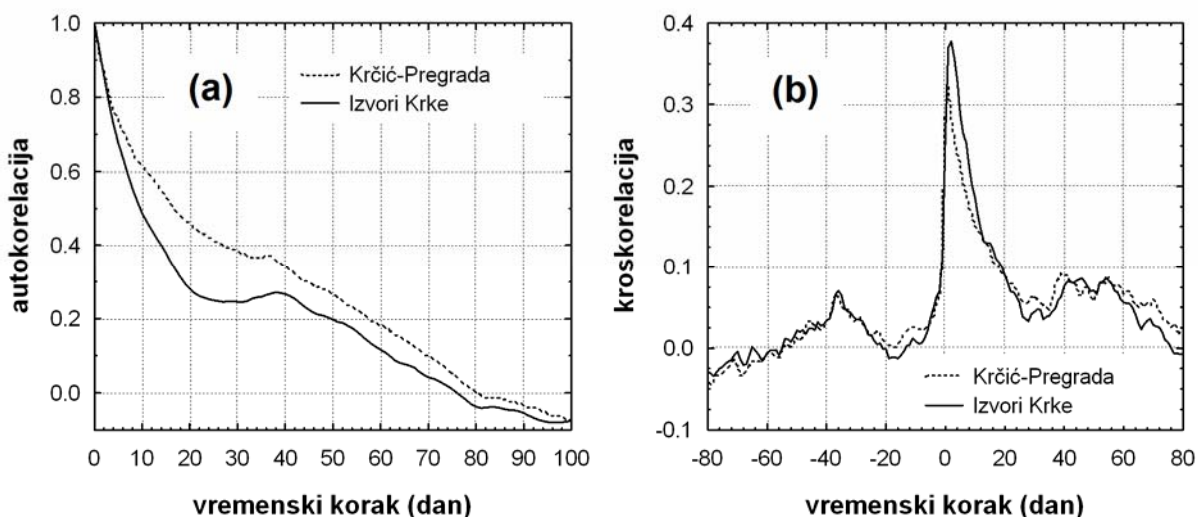 (a)
Krčić-Pregrada
Izvori Krke
autokorelacija
1.0
0.8
0.6
0.4
0.2
0.0
0 10 20 30 40 50 60 70 80 90 100
vremenski korak (dan)
(b)
kroskorelacija
0.4
0.3
0.2
0.1
0.0
-0.1
Krčić-Pregrada
Izvori Krke
-80 -60 -40 -20 0 20 40 60 80
vremenski korak (dan)